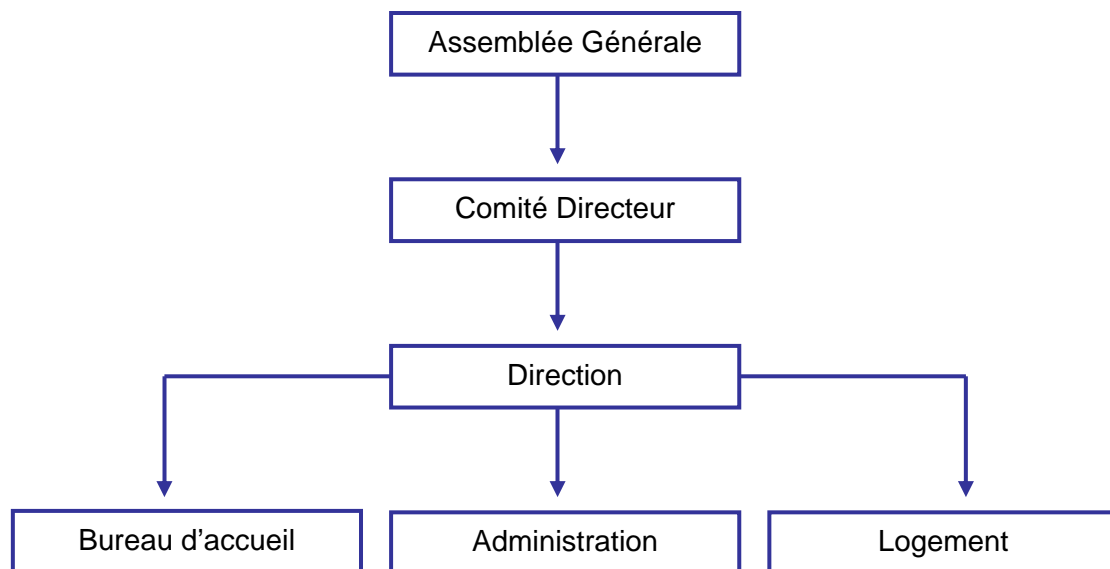 Assemblée Générale
Comité Directeur
Direction
Bureau d’accueil
Administration
Logement